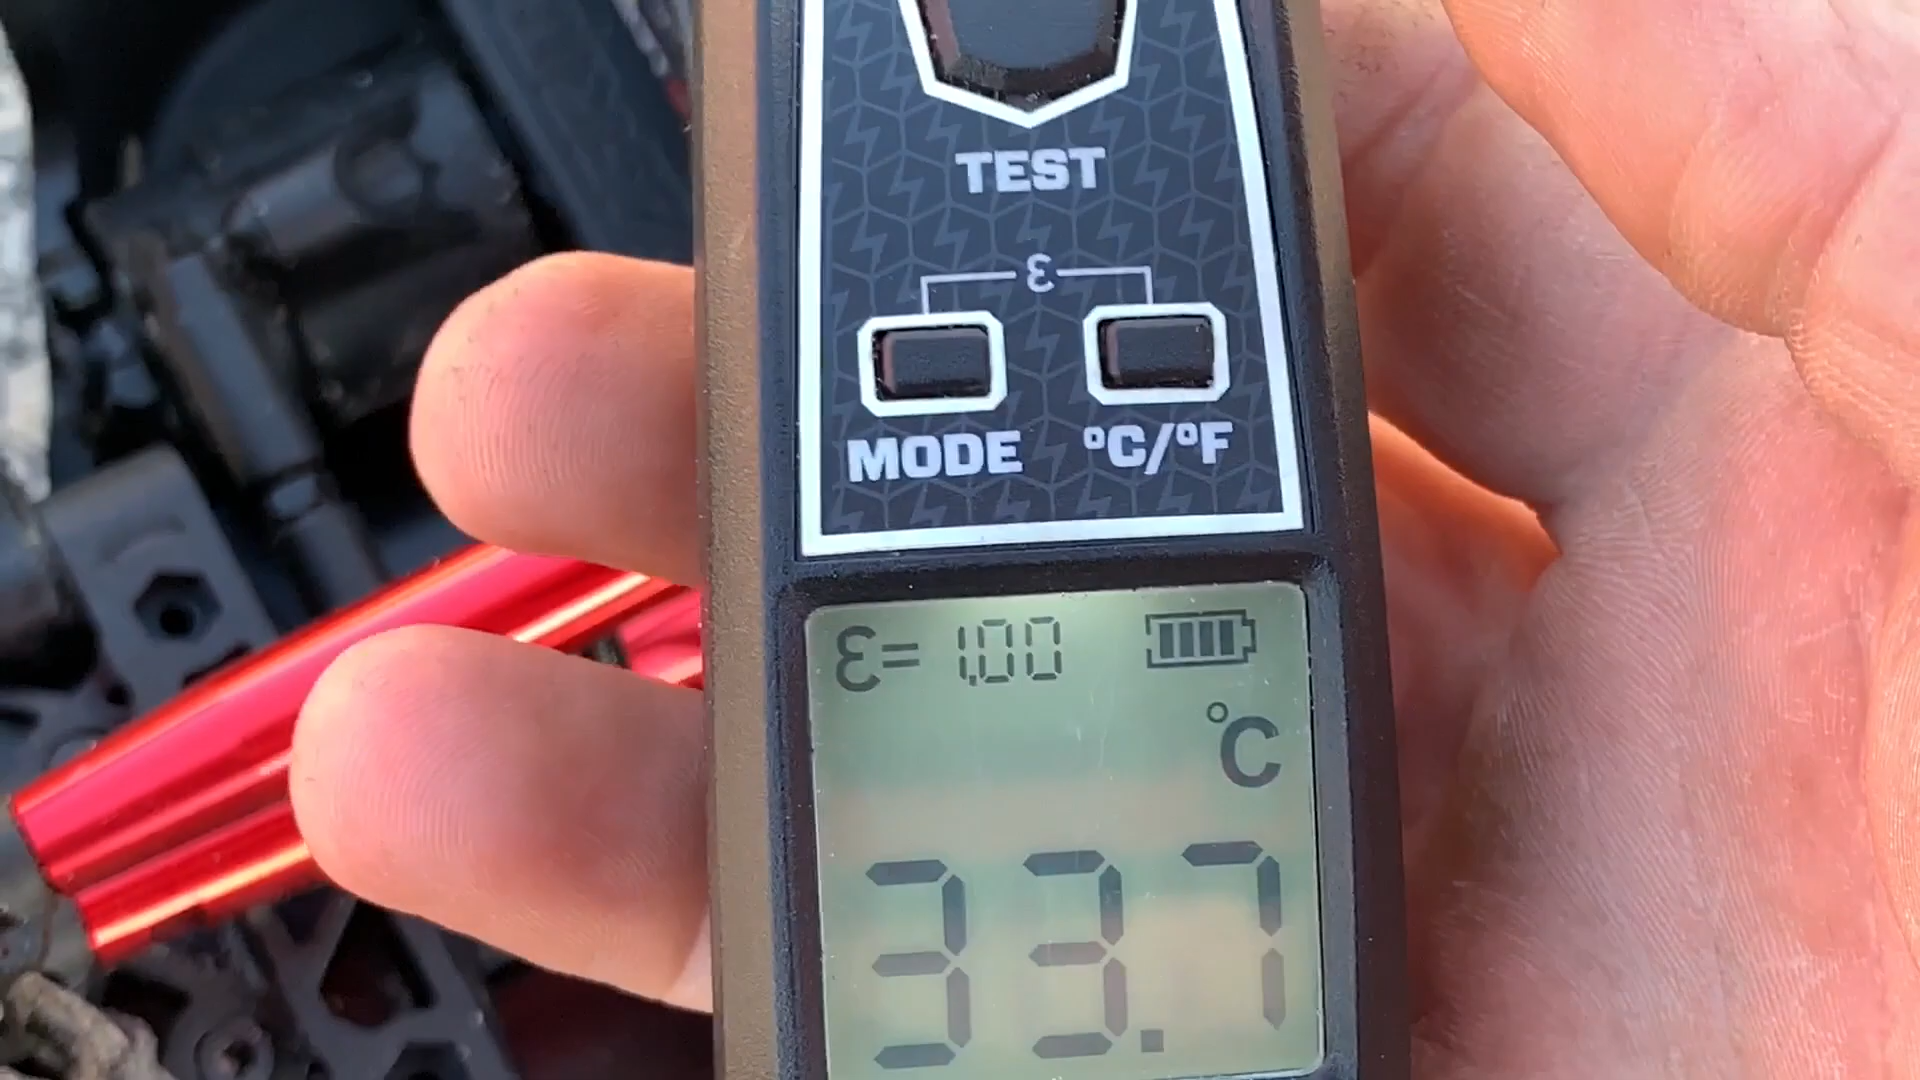 TEST
ε
MODE °C/°F
ε= 1.00
°C
33.7